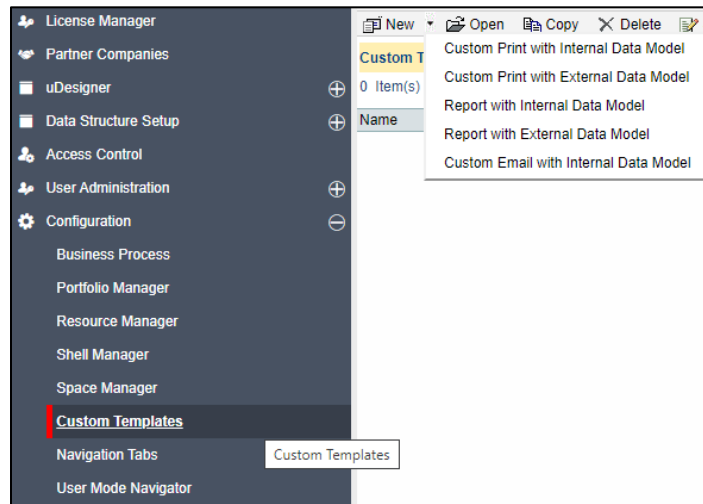 License Manager
Partner Companies
uDesigner
Data Structure Setup
Access Control
User Administration
Configuration
Business Process
Portfolio Manager
Resource Manager
Shell Manager
Space Manager
Custom Templates
Navigation Tabs
User Mode Navigator
Custom Templates
New Open Copy Delete
Custom T
0 Item(s)
Name
Custom Print with Internal Data Model
Custom Print with External Data Model
Report with Internal Data Model
Report with External Data Model
Custom Email with Internal Data Model